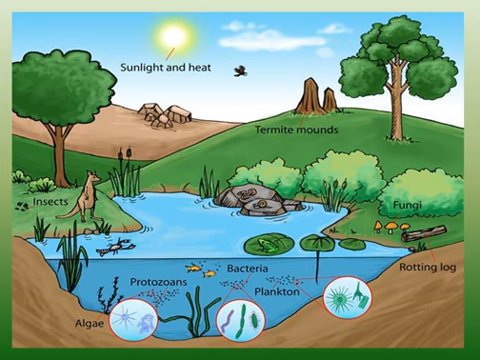 Sunlight and heat
Termite mounds
Insects
Fungi
Rotting log
Bacteria
Protozoans
Plankton
Algae